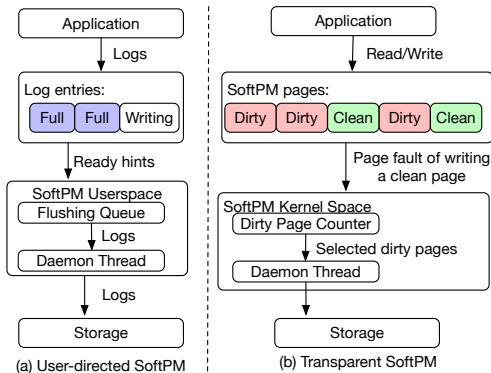 Application
Logs
Log entries:
Full Full Writing
Ready hints
SoftPM Userspace
Flushing Queue
Logs
Daemon Thread
Logs
Storage
(a) User-directed SoftPM
Application
Read/Write
SoftPM pages:
Dirty Dirty Clean Dirty Clean
Page fault of writing
a clean page
SoftPM Kernel Space
Dirty Page Counter
Selected dirty pages
Daemon Thread
Storage
(b) Transparent SoftPM